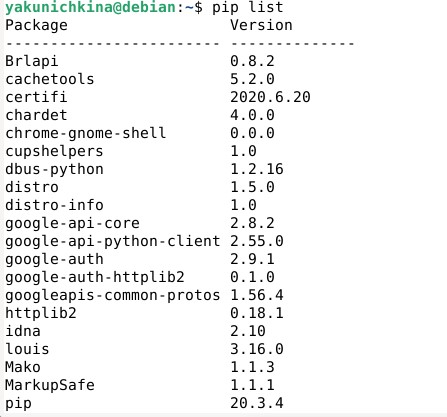 yakunichkina@debian:~$ pip list
Package                  Version
------------------------ --------------
Brlapi                   0.8.2
cachetools               5.2.0
certifi                  2020.6.20
chardet                  4.0.0
chrome-gnome-shell       0.0.0
cupshelpers              1.0
dbus-python              1.2.16
distro                   1.5.0
distro-info              1.0
google-api-core          2.8.2
google-api-python-client 2.55.0
google-auth              2.9.1
google-auth-httplib2     0.1.0
googleapis-common-protos 1.56.4
httplib2                 0.18.1
idna                     2.10
louis                    3.16.0
Mako                     1.1.3
MarkupSafe               1.1.1
pip                      20.3.4